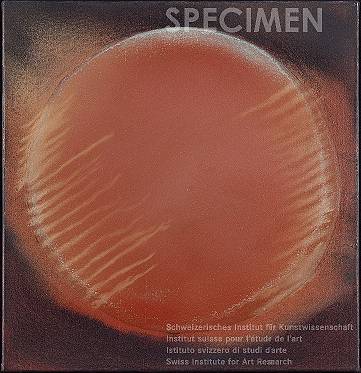 SPECIMEN
Schweizerisches Institut für Kunstwissenschaft
Institut suisse pour l'étude de l'art
Istituto svizzero di studi d'arte
Swiss Institute for Art Research